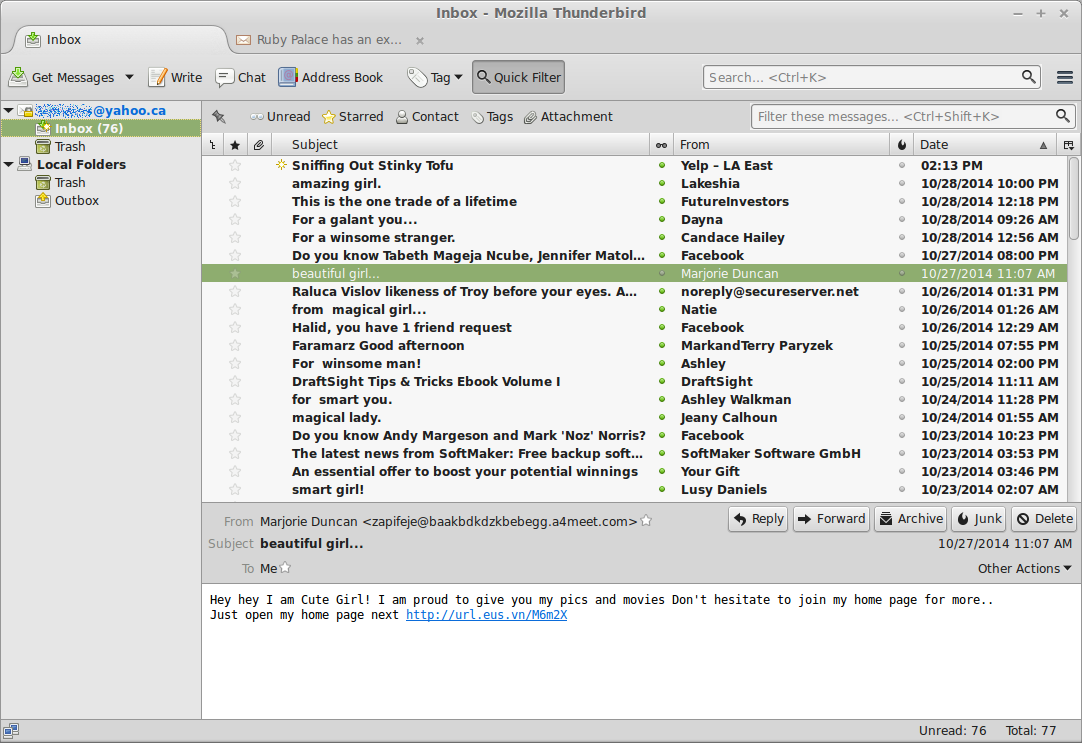 Inbox - Mozilla Thunderbird
Inbox
Ruby Palace has an ex...
Get Messages Write Chat Address Book Tag Quick Filter Search... <Ctrl+K>
@yahoo.ca
Unread Starred Contact Tags Attachment Filter these messages... <Ctrl+Shift+K>
Inbox (76)
Trash
Local Folders
Trash
Outbox
Subject From Date
Sniffing Out Stinky Tofu Yelp – LA East 02:13 PM
amazing girl. Lakeshia 10/28/2014 10:00 PM
This is the one trade of a lifetime FutureInvestors 10/28/2014 12:18 PM
For a galant you... Dayna 10/28/2014 09:26 AM
For a winsome stranger. Candace Hailey 10/28/2014 12:56 AM
Do you know Tabeth Mageja Ncube, Jennifer Matol... Facebook 10/27/2014 08:00 PM
beautiful girl... Marjorie Duncan 10/27/2014 11:07 AM
Raluca Vislov likeness of Troy before your eyes. A... noreply@secureserver.net 10/26/2014 01:31 PM
from  magical girl... Natie 10/26/2014 01:26 AM
Halid, you have 1 friend request Facebook 10/26/2014 12:29 AM
Faramarz Good afternoon MarkandTerry Paryzek 10/25/2014 07:55 PM
For  winsome man! Ashley 10/25/2014 02:00 PM
DraftSight Tips & Tricks Ebook Volume I DraftSight 10/25/2014 11:11 AM
for  smart you. Ashley Walkman 10/24/2014 11:28 PM
magical lady. Jeany Calhoun 10/24/2014 01:55 AM
Do you know Andy Margeson and Mark 'Noz' Norris? Facebook 10/23/2014 10:23 PM
The latest news from SoftMaker: Free backup soft... SoftMaker Software GmbH 10/23/2014 03:53 PM
An essential offer to boost your potential winnings Your Gift 10/23/2014 03:46 PM
smart girl! Lusy Daniels 10/23/2014 02:07 AM
From Marjorie Duncan <zapifeje@baakbdkdzkbebegg.a4meet.com> Reply Forward Archive Junk Delete
Subject beautiful girl... 10/27/2014 11:07 AM
To Me Other Actions
Hey hey I am Cute Girl! I am proud to give you my pics and movies Don't hesitate to join my home page for more..
Just open my home page next http://url.eus.vn/M6m2X
Unread: 76 Total: 77